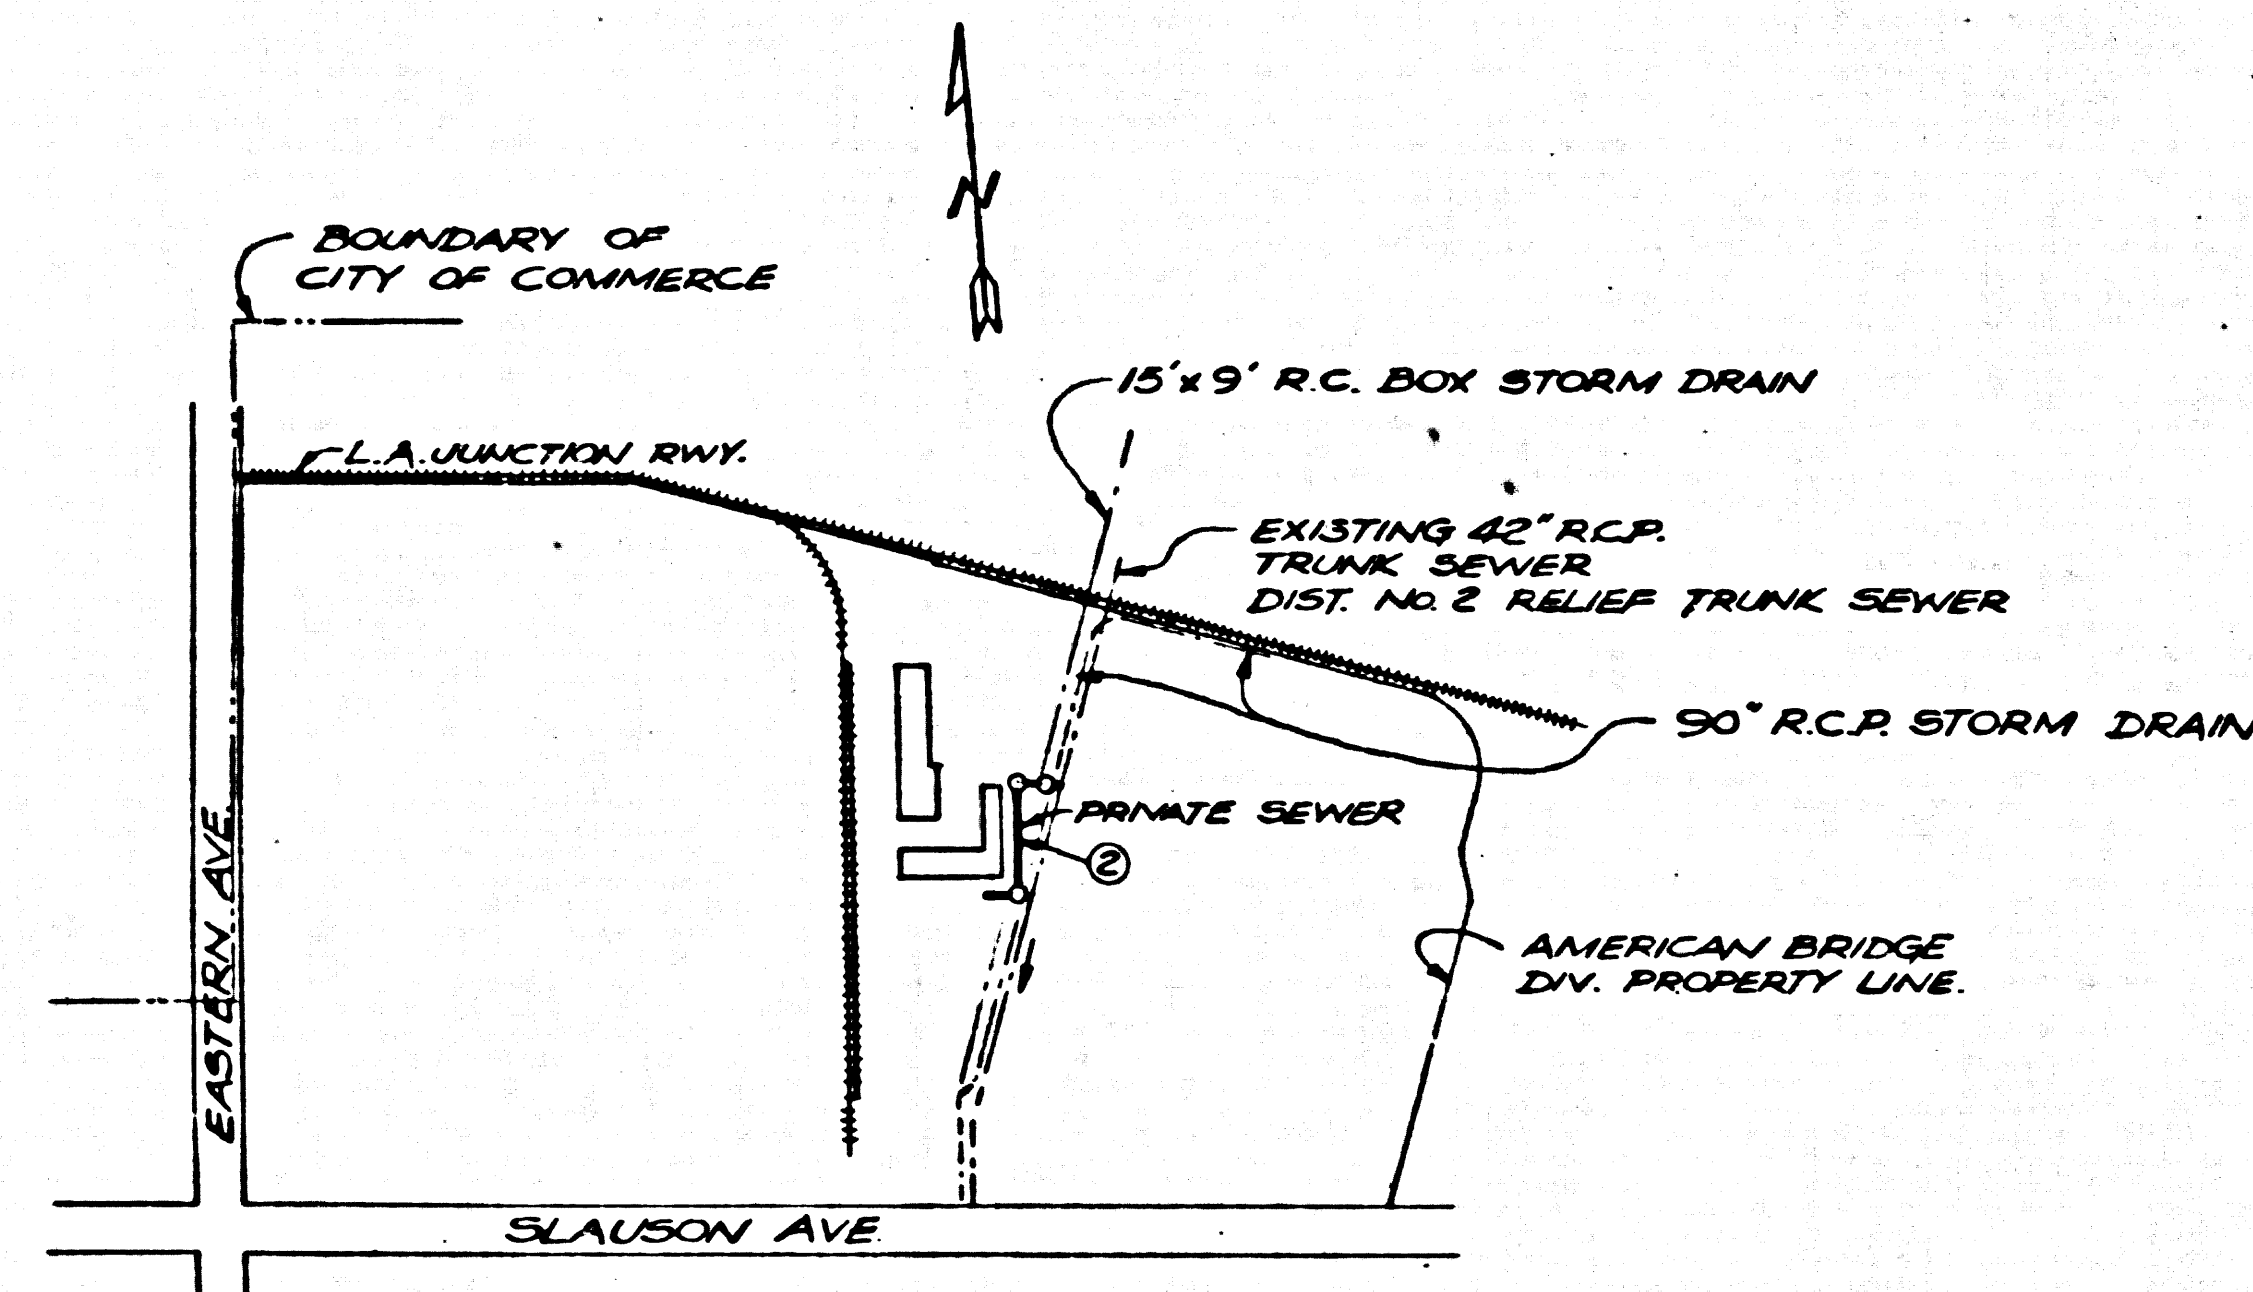 N
BOUNDARY OF
CITY OF COMMERCE
15'x9' R.C. BOX STORM DRAIN
L.A. JUNCTION RWY.
EXISTING 42" R.C.P.
TRUNK SEWER
DIST. NO. 2 RELIEF TRUNK SEWER
90" R.C.P. STORM DRAIN
PRIVATE SEWER
2
EASTERN AVE.
AMERICAN BRIDGE
DIV. PROPERTY LINE.
SLAUSON AVE.